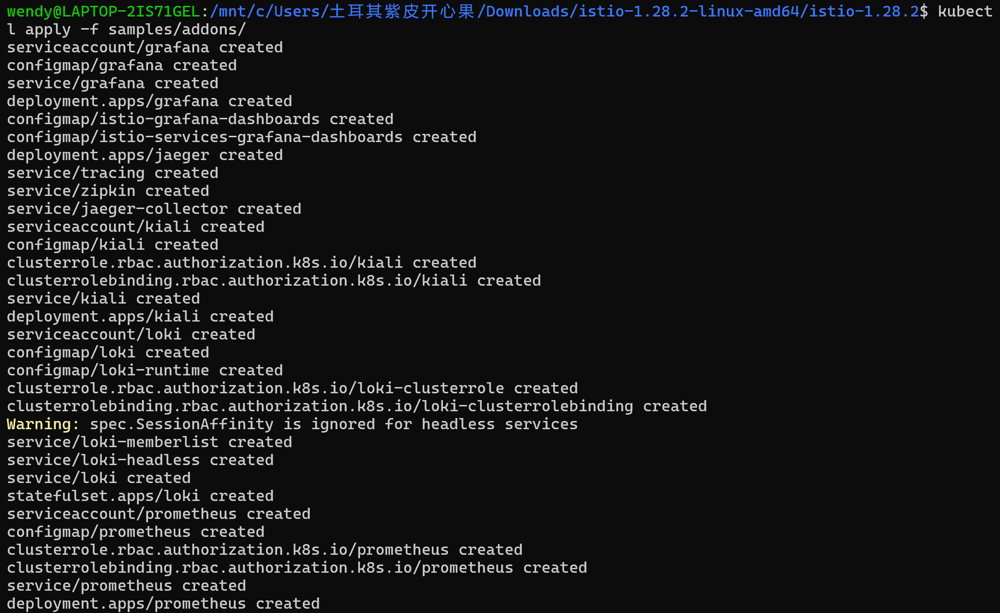 wendy@LAPTOP-2IS71GEL:/mnt/c/Users/土耳其紫皮开心果/Downloads/istio-1.28.2-linux-amd64/istio-1.28.2$ kubect
l apply -f samples/addons/
serviceaccount/grafana created
configmap/grafana created
service/grafana created
deployment.apps/grafana created
configmap/istio-grafana-dashboards created
configmap/istio-services-grafana-dashboards created
deployment.apps/jaeger created
service/tracing created
service/zipkin created
service/jaeger-collector created
serviceaccount/kiali created
configmap/kiali created
clusterrole.rbac.authorization.k8s.io/kiali created
clusterrolebinding.rbac.authorization.k8s.io/kiali created
service/kiali created
deployment.apps/kiali created
serviceaccount/loki created
configmap/loki created
configmap/loki-runtime created
clusterrole.rbac.authorization.k8s.io/loki-clusterrole created
clusterrolebinding.rbac.authorization.k8s.io/loki-clusterrolebinding created
Warning: spec.SessionAffinity is ignored for headless services
service/loki-memberlist created
service/loki-headless created
service/loki created
statefulset.apps/loki created
serviceaccount/prometheus created
configmap/prometheus created
clusterrole.rbac.authorization.k8s.io/prometheus created
clusterrolebinding.rbac.authorization.k8s.io/prometheus created
service/prometheus created
deployment.apps/prometheus created